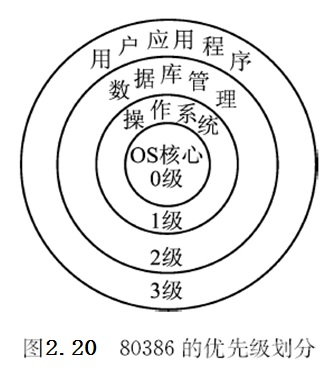 用户应用程序
数据库管理
操作系统
OS核心
0级
1级
2级
3级
图2.20 80386的优先级划分